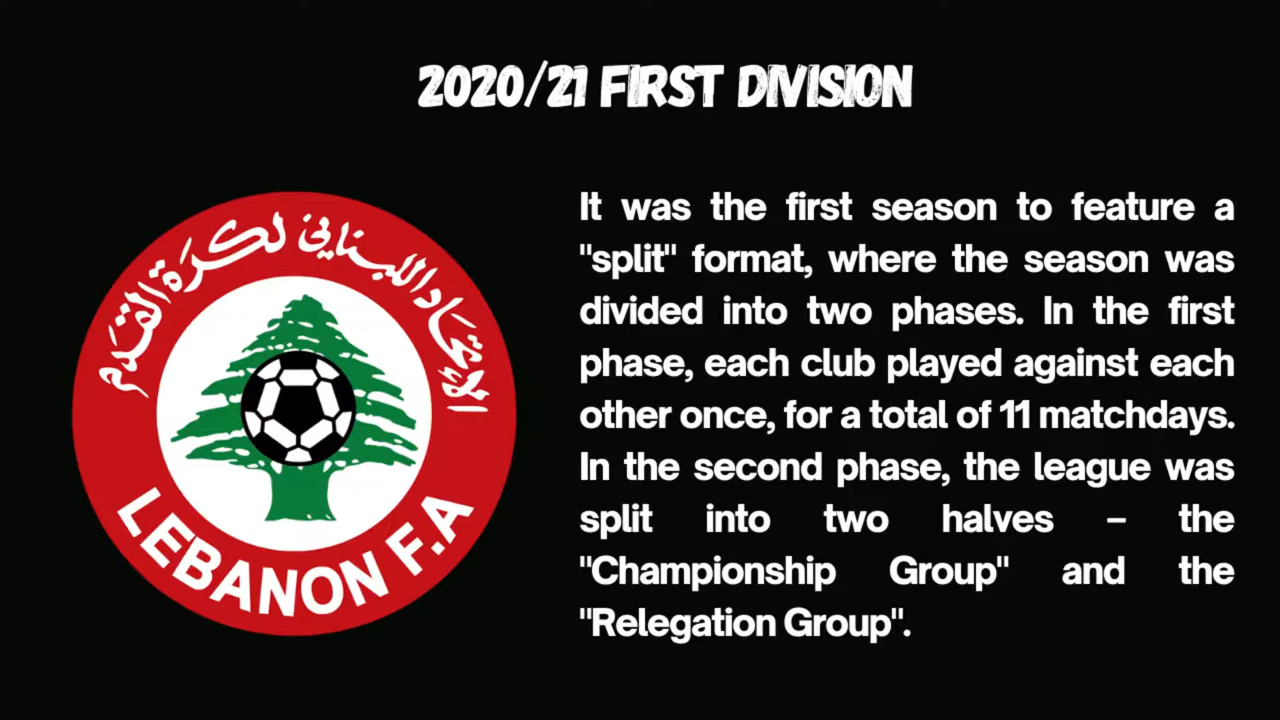 2020/21 FIRST DIVISION
الاتحاد اللبناني لكرة القدم
LEBANON F.A
It was the first season to feature a
"split" format, where the season was
divided into two phases. In the first
phase, each club played against each
other once, for a total of 11 matchdays.
In the second phase, the league was
split into two halves – the
"Championship Group" and the
"Relegation Group".